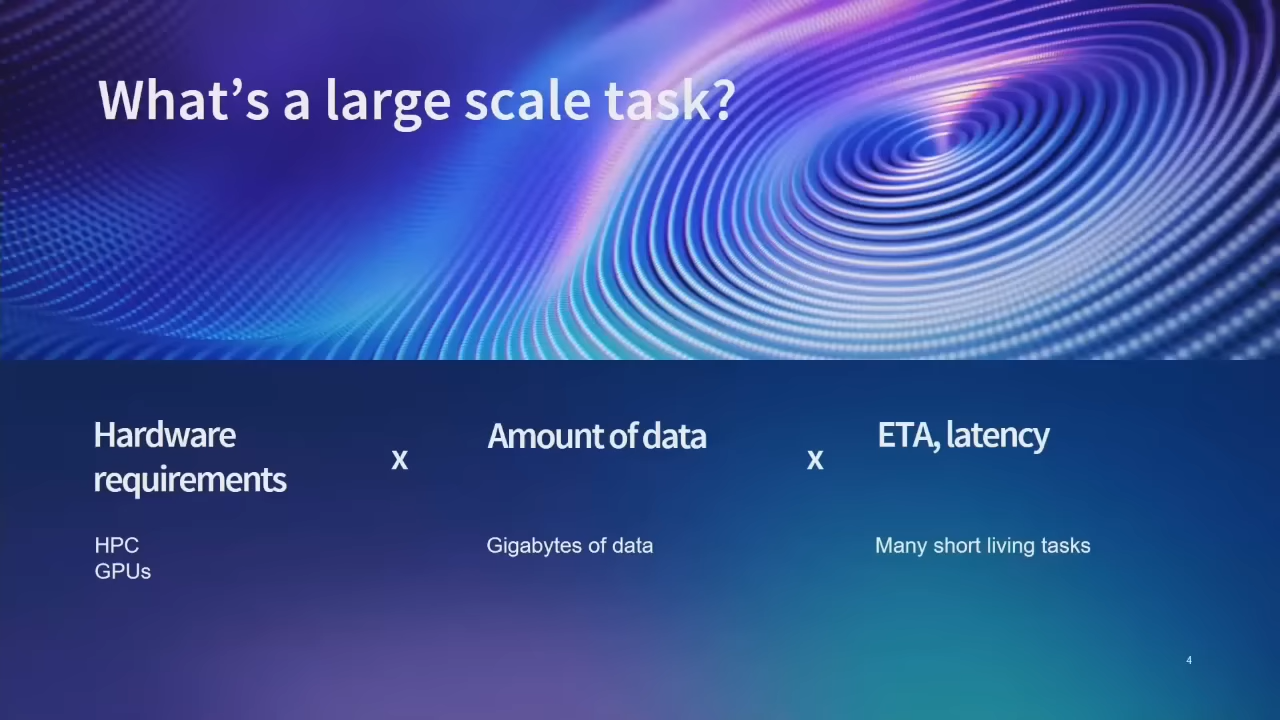 What’s a large scale task?
Hardware
requirements
x
Amount of data
x
ETA, latency
HPC
GPUs
Gigabytes of data
Many short living tasks
4